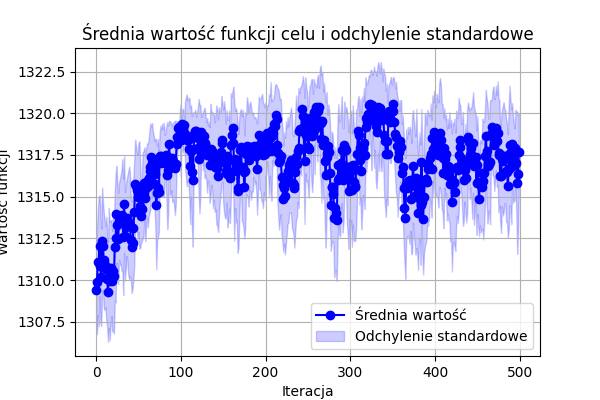 Średnia wartość funkcji celu i odchylenie standardowe
1322.5
1320.0
1317.5
1315.0
1312.5
1310.0
1307.5
Wartość funkcji
Średnia wartość
Odchylenie standardowe
0 100 200 300 400 500
Iteracja